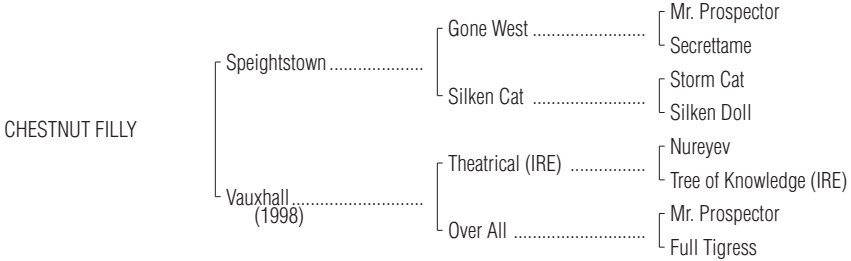 Mr. Prospector
Gone West ........................
Secrettame
Speightstown ....................
Storm Cat
Silken Cat ........................
Silken Doll
CHESTNUT FILLY
Nureyev
Theatrical (IRE) ................
Tree of Knowledge (IRE)
Vauxhall ............................
(1998)
Mr. Prospector
Over All ............................
Full Tigress